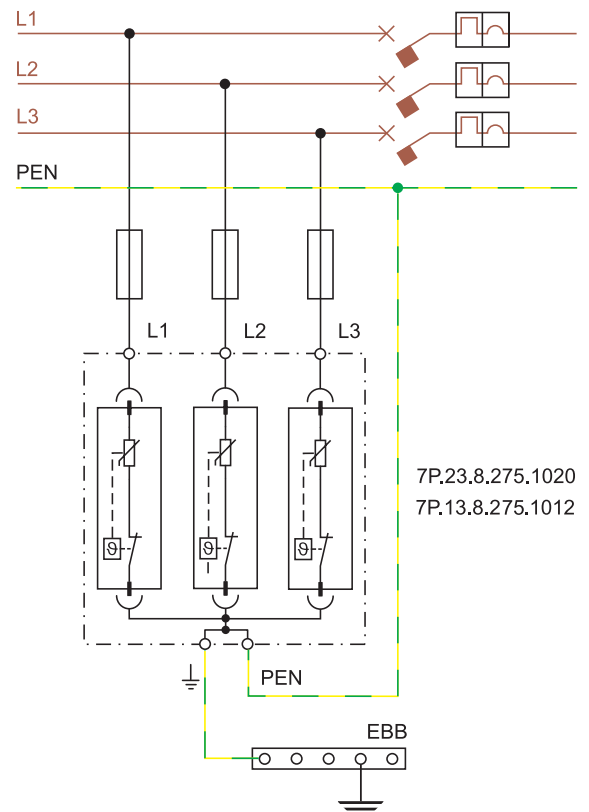 L1
L2
L3
PEN
L1 L2 L3
7P.23.8.275.1020
7P.13.8.275.1012
ϑ ϑ ϑ
PEN
EBB